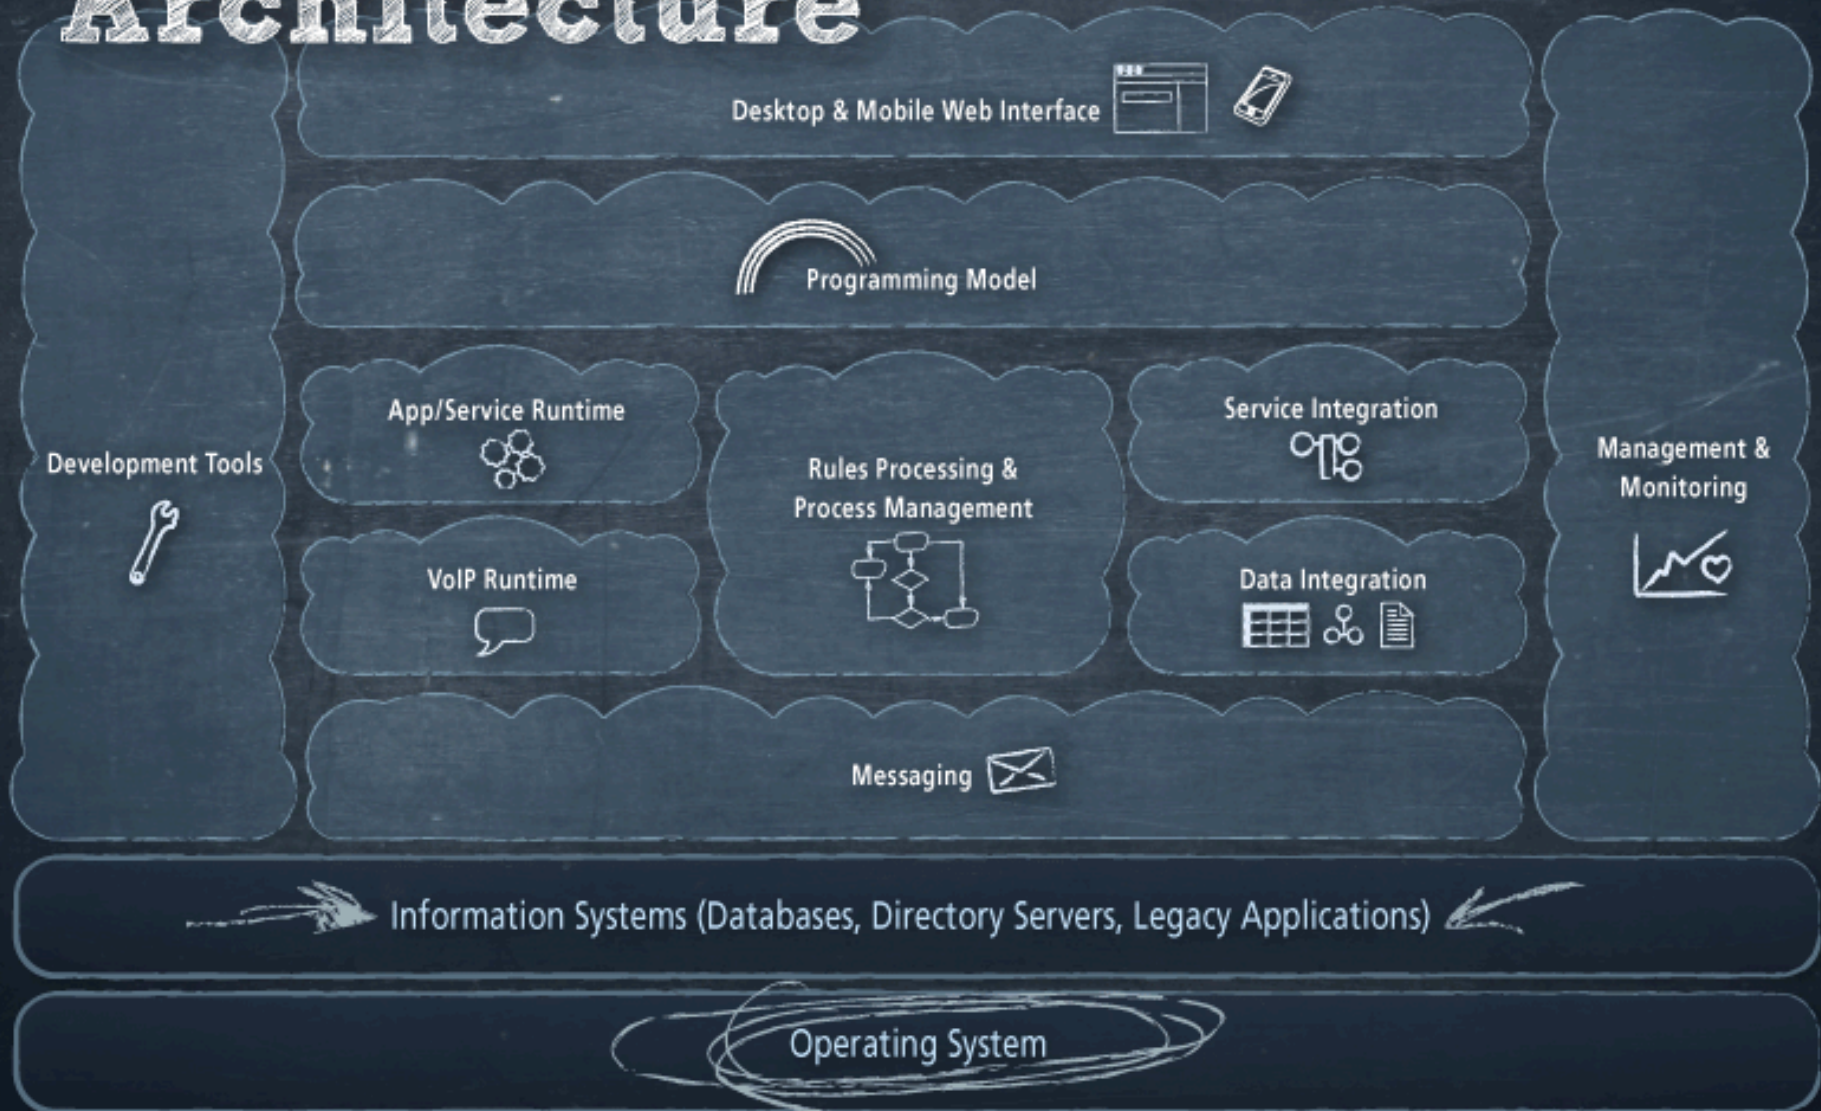 Architecture
Desktop & Mobile Web Interface
Programming Model
App/Service Runtime
Service Integration
Development Tools
Rules Processing &
Process Management
Management &
Monitoring
VoIP Runtime
Data Integration
Messaging
Information Systems (Databases, Directory Servers, Legacy Applications)
Operating System